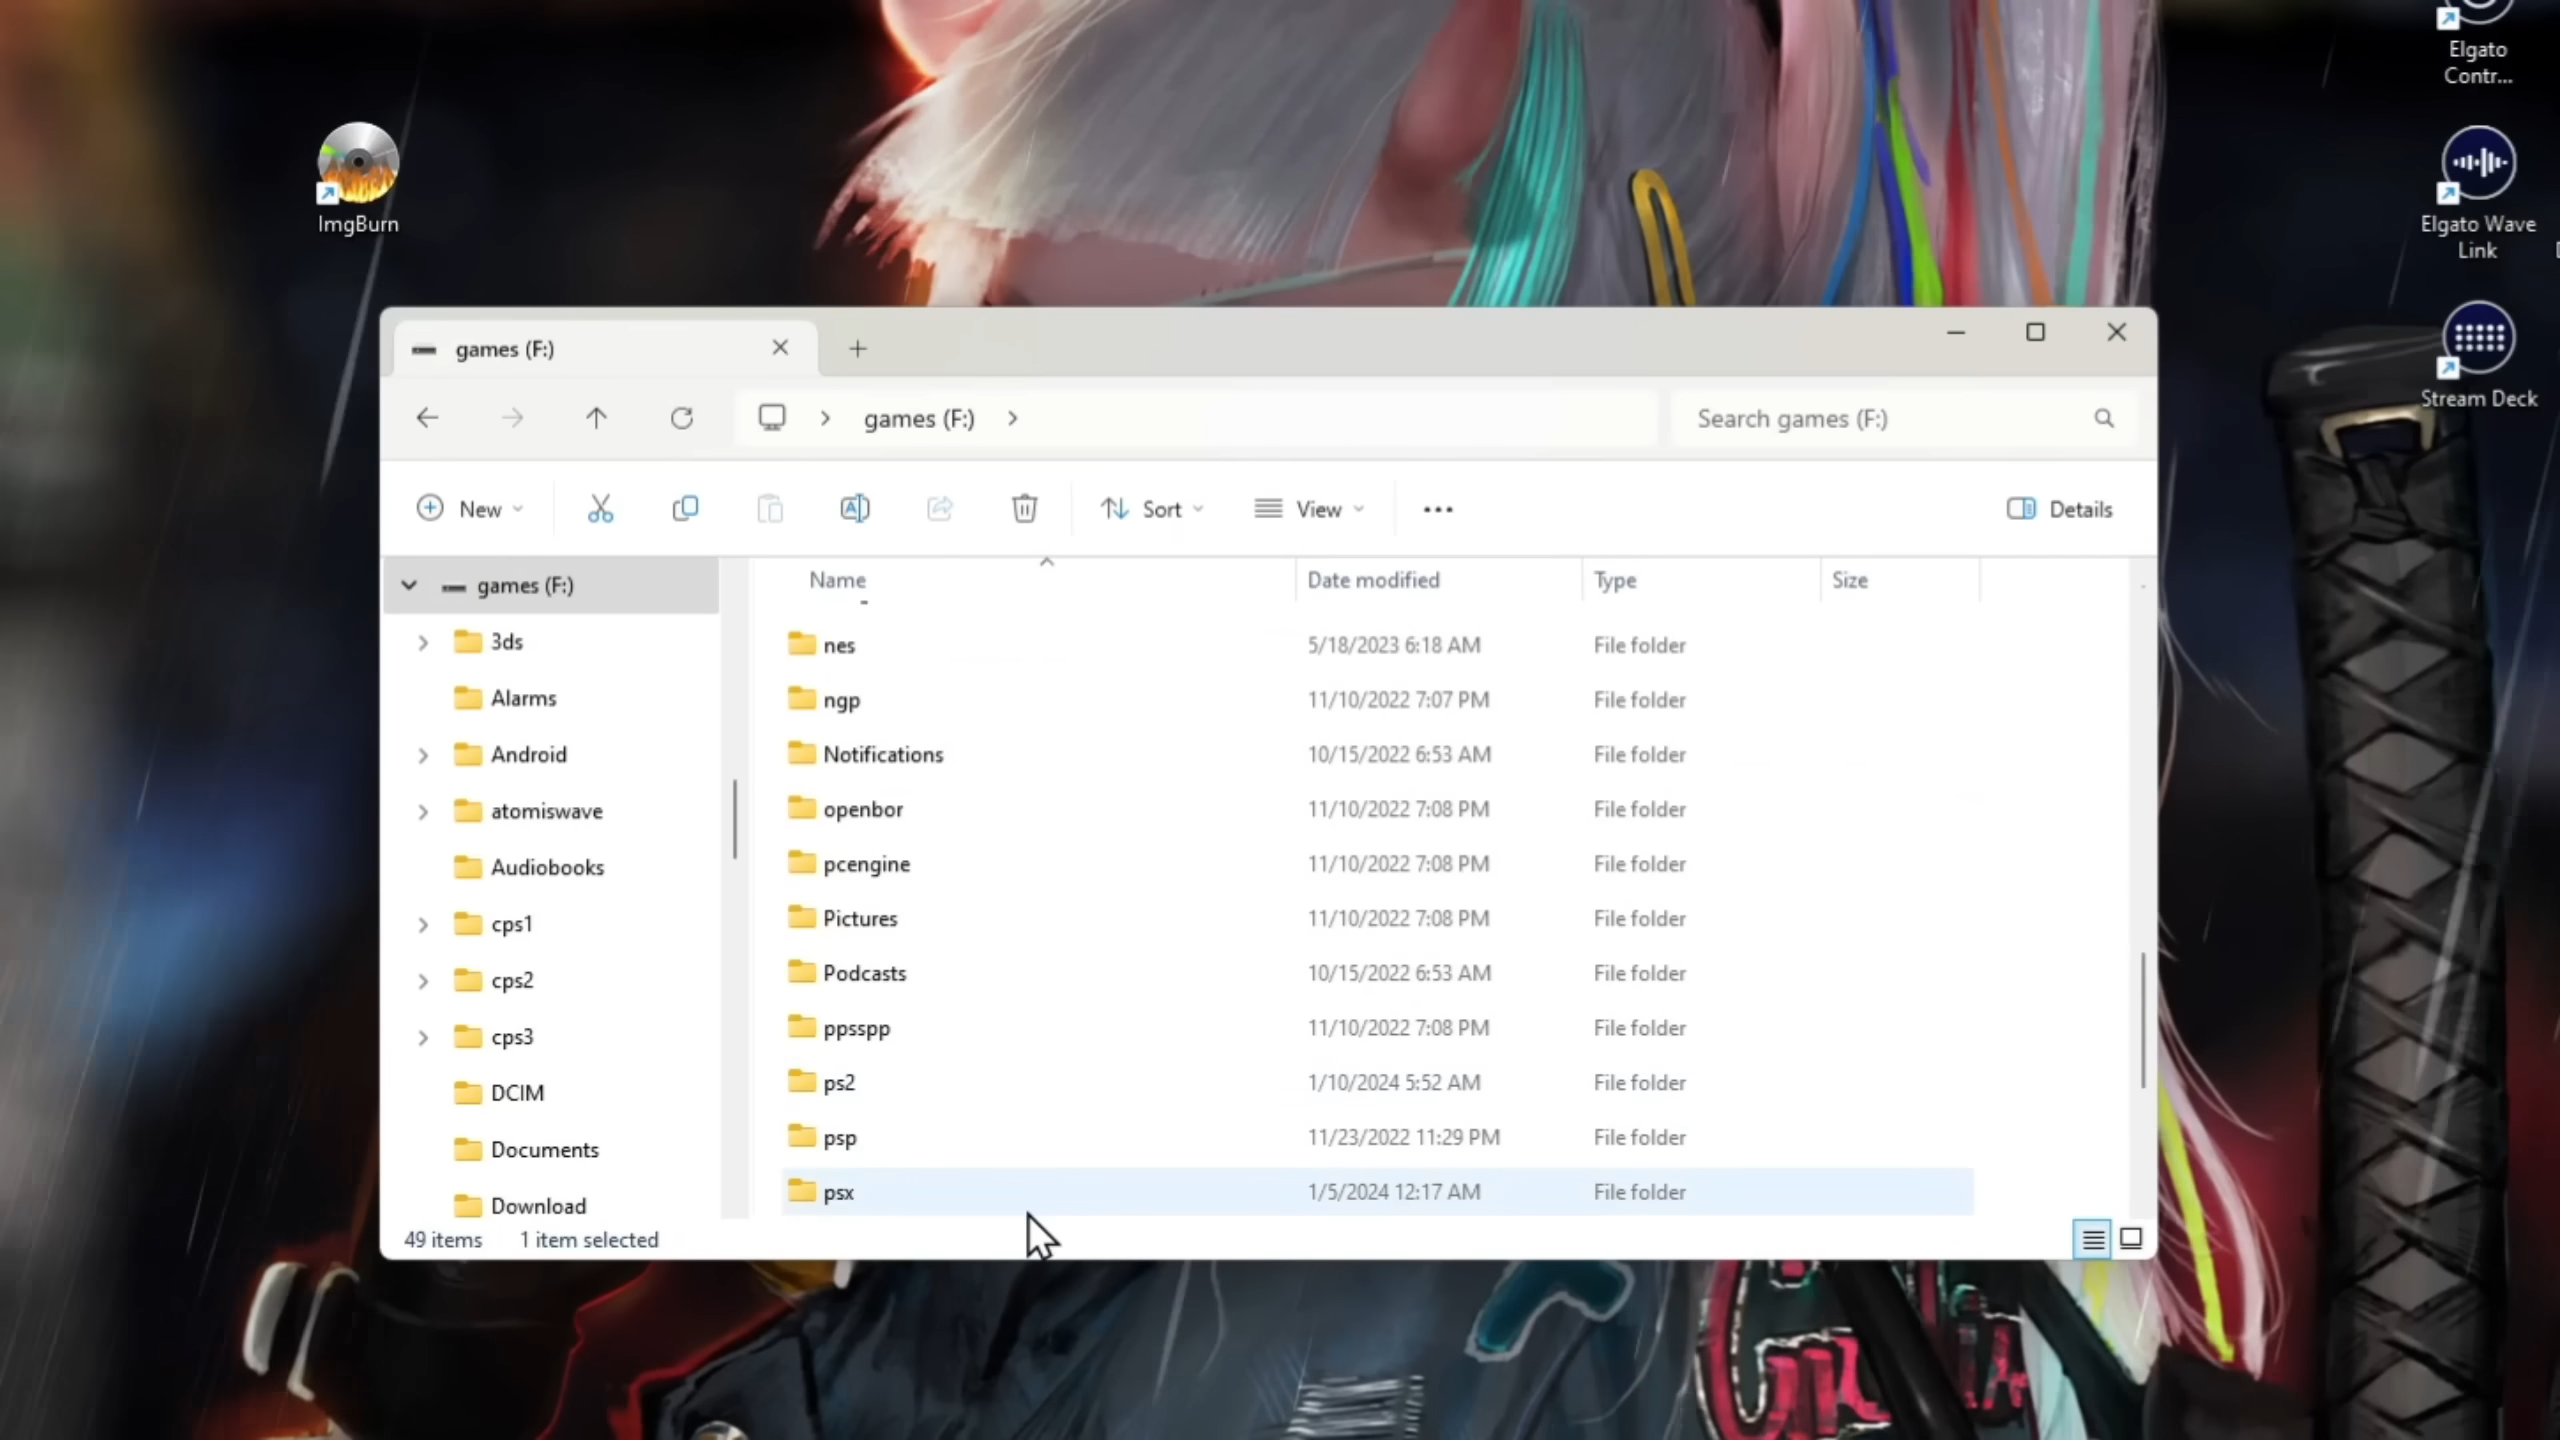 Elgato
Contr...
ImgBurn
Elgato Wave
Link
Stream Deck
games (F:)
games (F:)
Search games (F:)
New
Sort
View
Details
games (F:)
3ds
Alarms
Android
atomiswave
Audiobooks
cps1
cps2
cps3
DCIM
Documents
Download
Name Date modified Type Size
nes 5/18/2023 6:18 AM File folder
ngp 11/10/2022 7:07 PM File folder
Notifications 10/15/2022 6:53 AM File folder
openbor 11/10/2022 7:08 PM File folder
pcengine 11/10/2022 7:08 PM File folder
Pictures 11/10/2022 7:08 PM File folder
Podcasts 10/15/2022 6:53 AM File folder
ppsspp 11/10/2022 7:08 PM File folder
ps2 1/10/2024 5:52 AM File folder
psp 11/23/2022 11:29 PM File folder
psx 1/5/2024 12:17 AM File folder
49 items 1 item selected